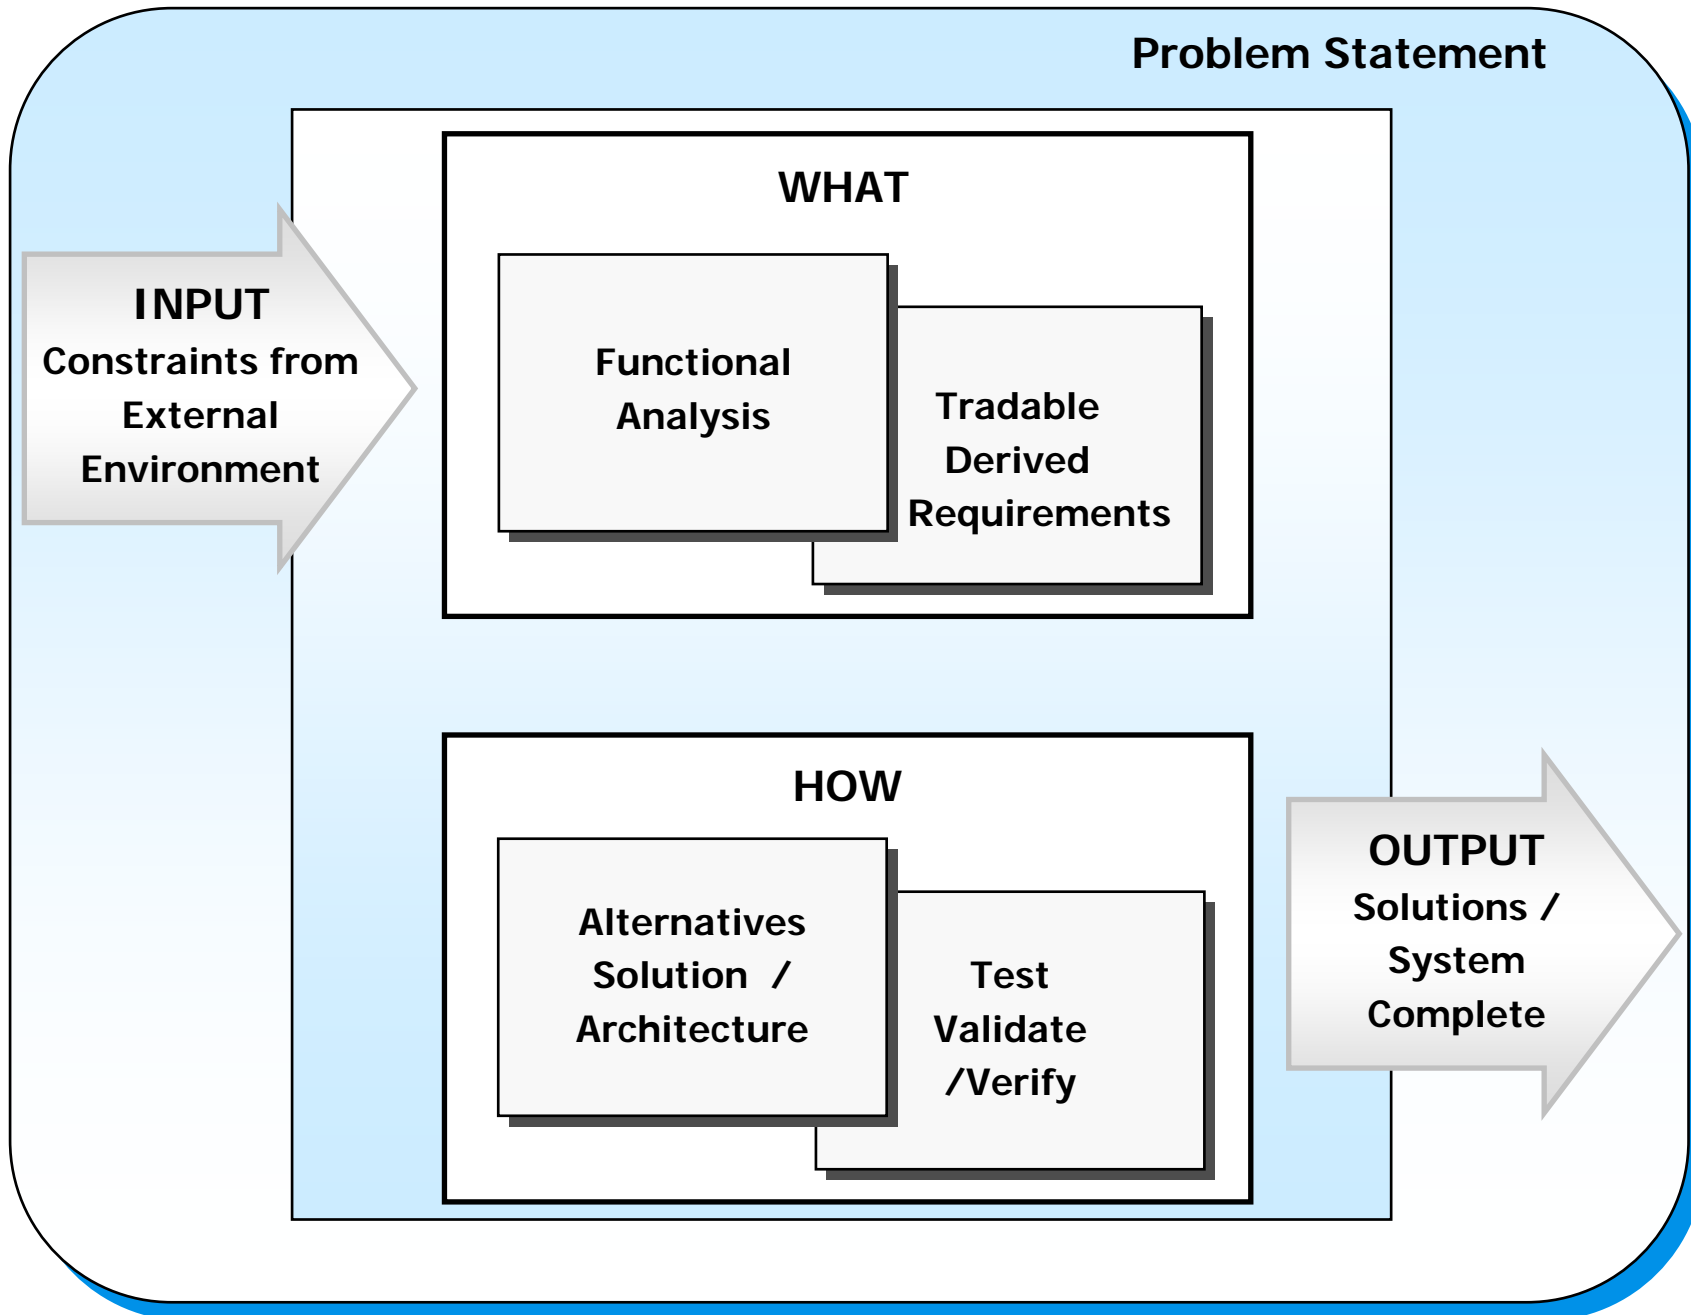 Problem Statement
WHAT
INPUT
Constraints from
External
Environment
Functional
Analysis
Tradable
Derived
Requirements
HOW
Alternatives
Solution /
Architecture
Test
Validate
/Verify
OUTPUT
Solutions /
System
Complete